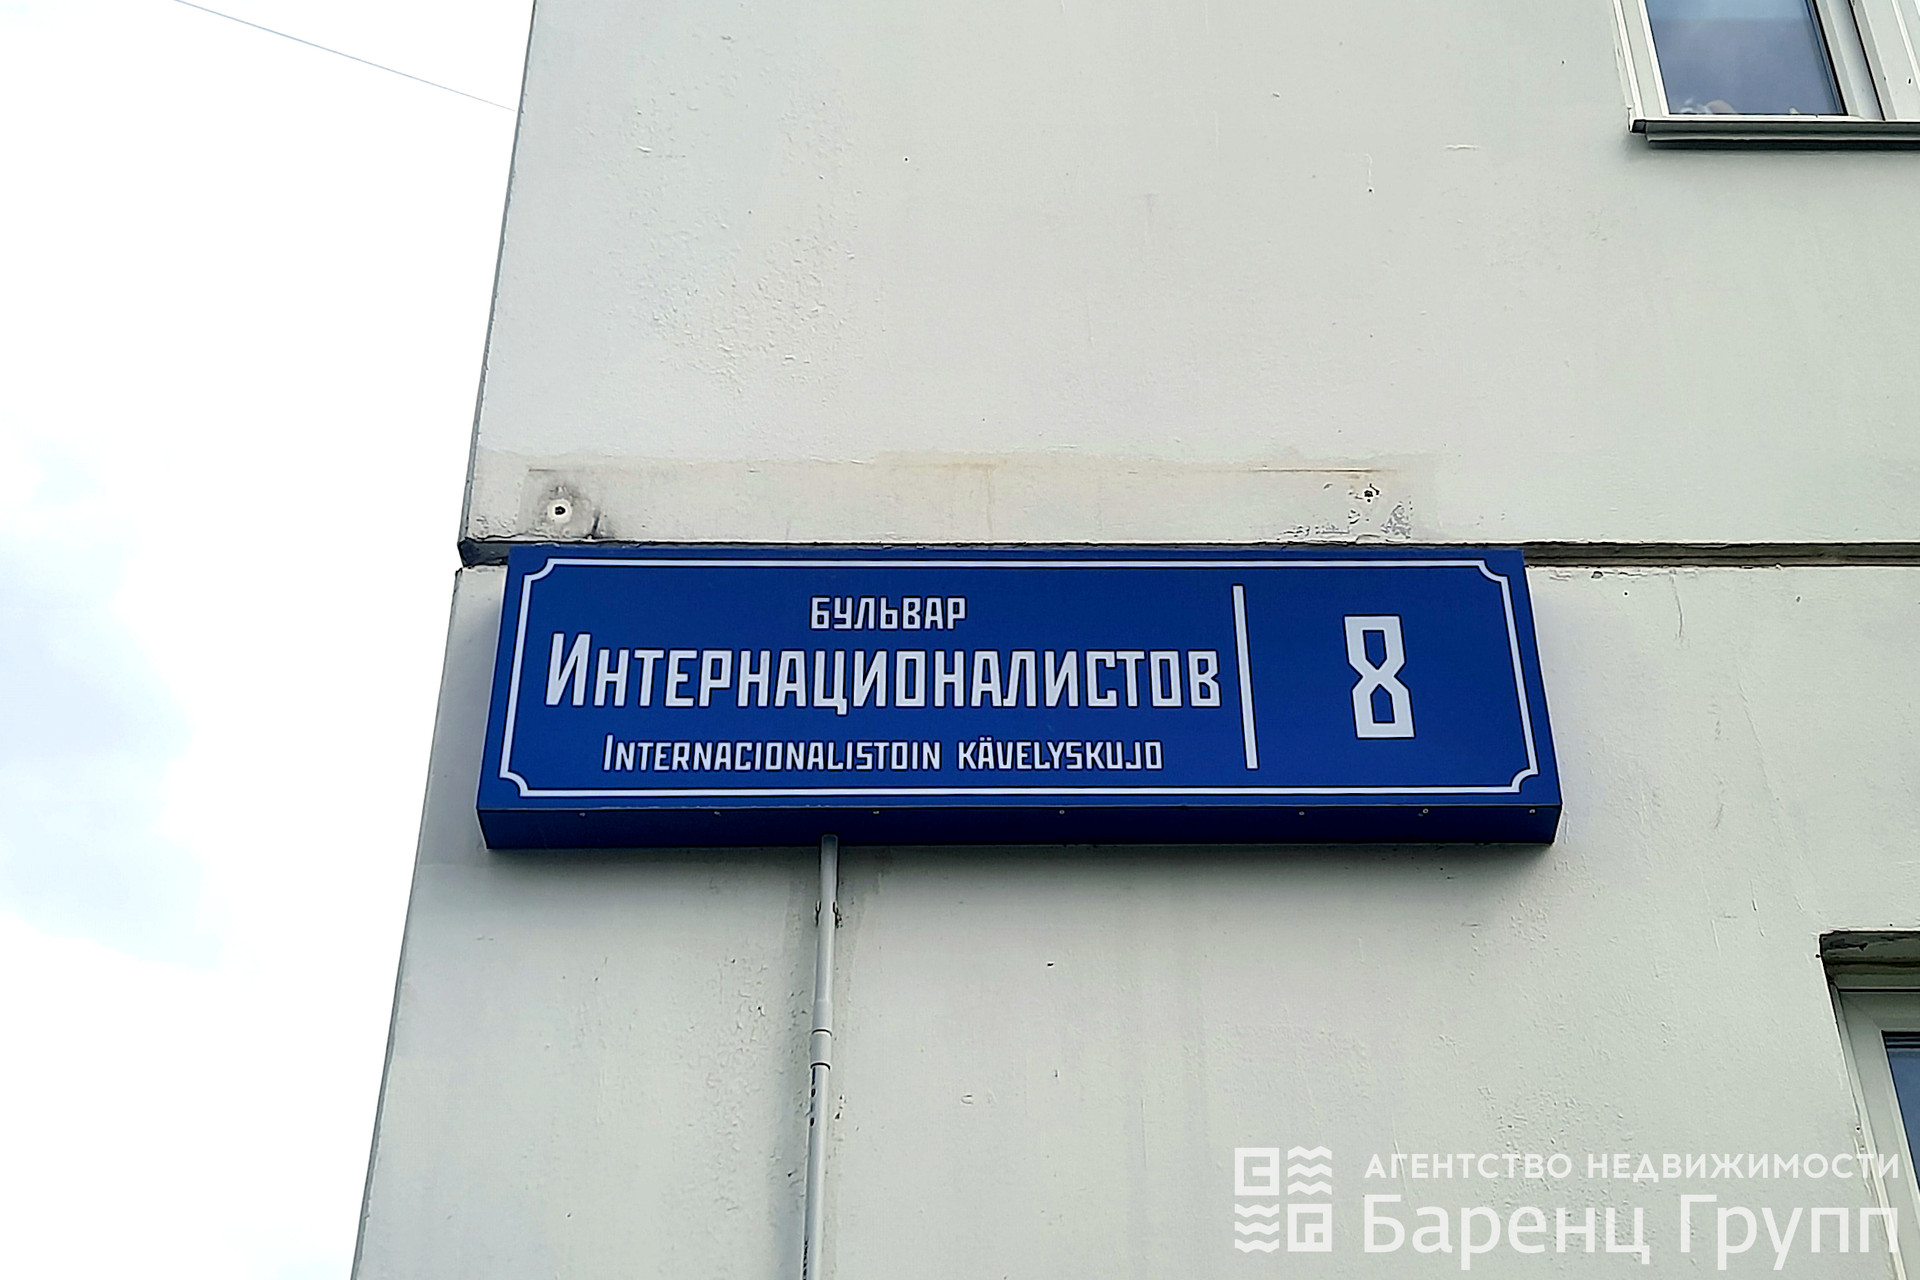 БУЛЬВАР
ИНТЕРНАЦИОНАЛИСТОВ
INTERNACIONALISTOIN KÄVELYSKUJO
8
АГЕНТСТВО НЕДВИЖИМОСТИ
Баренц Групп